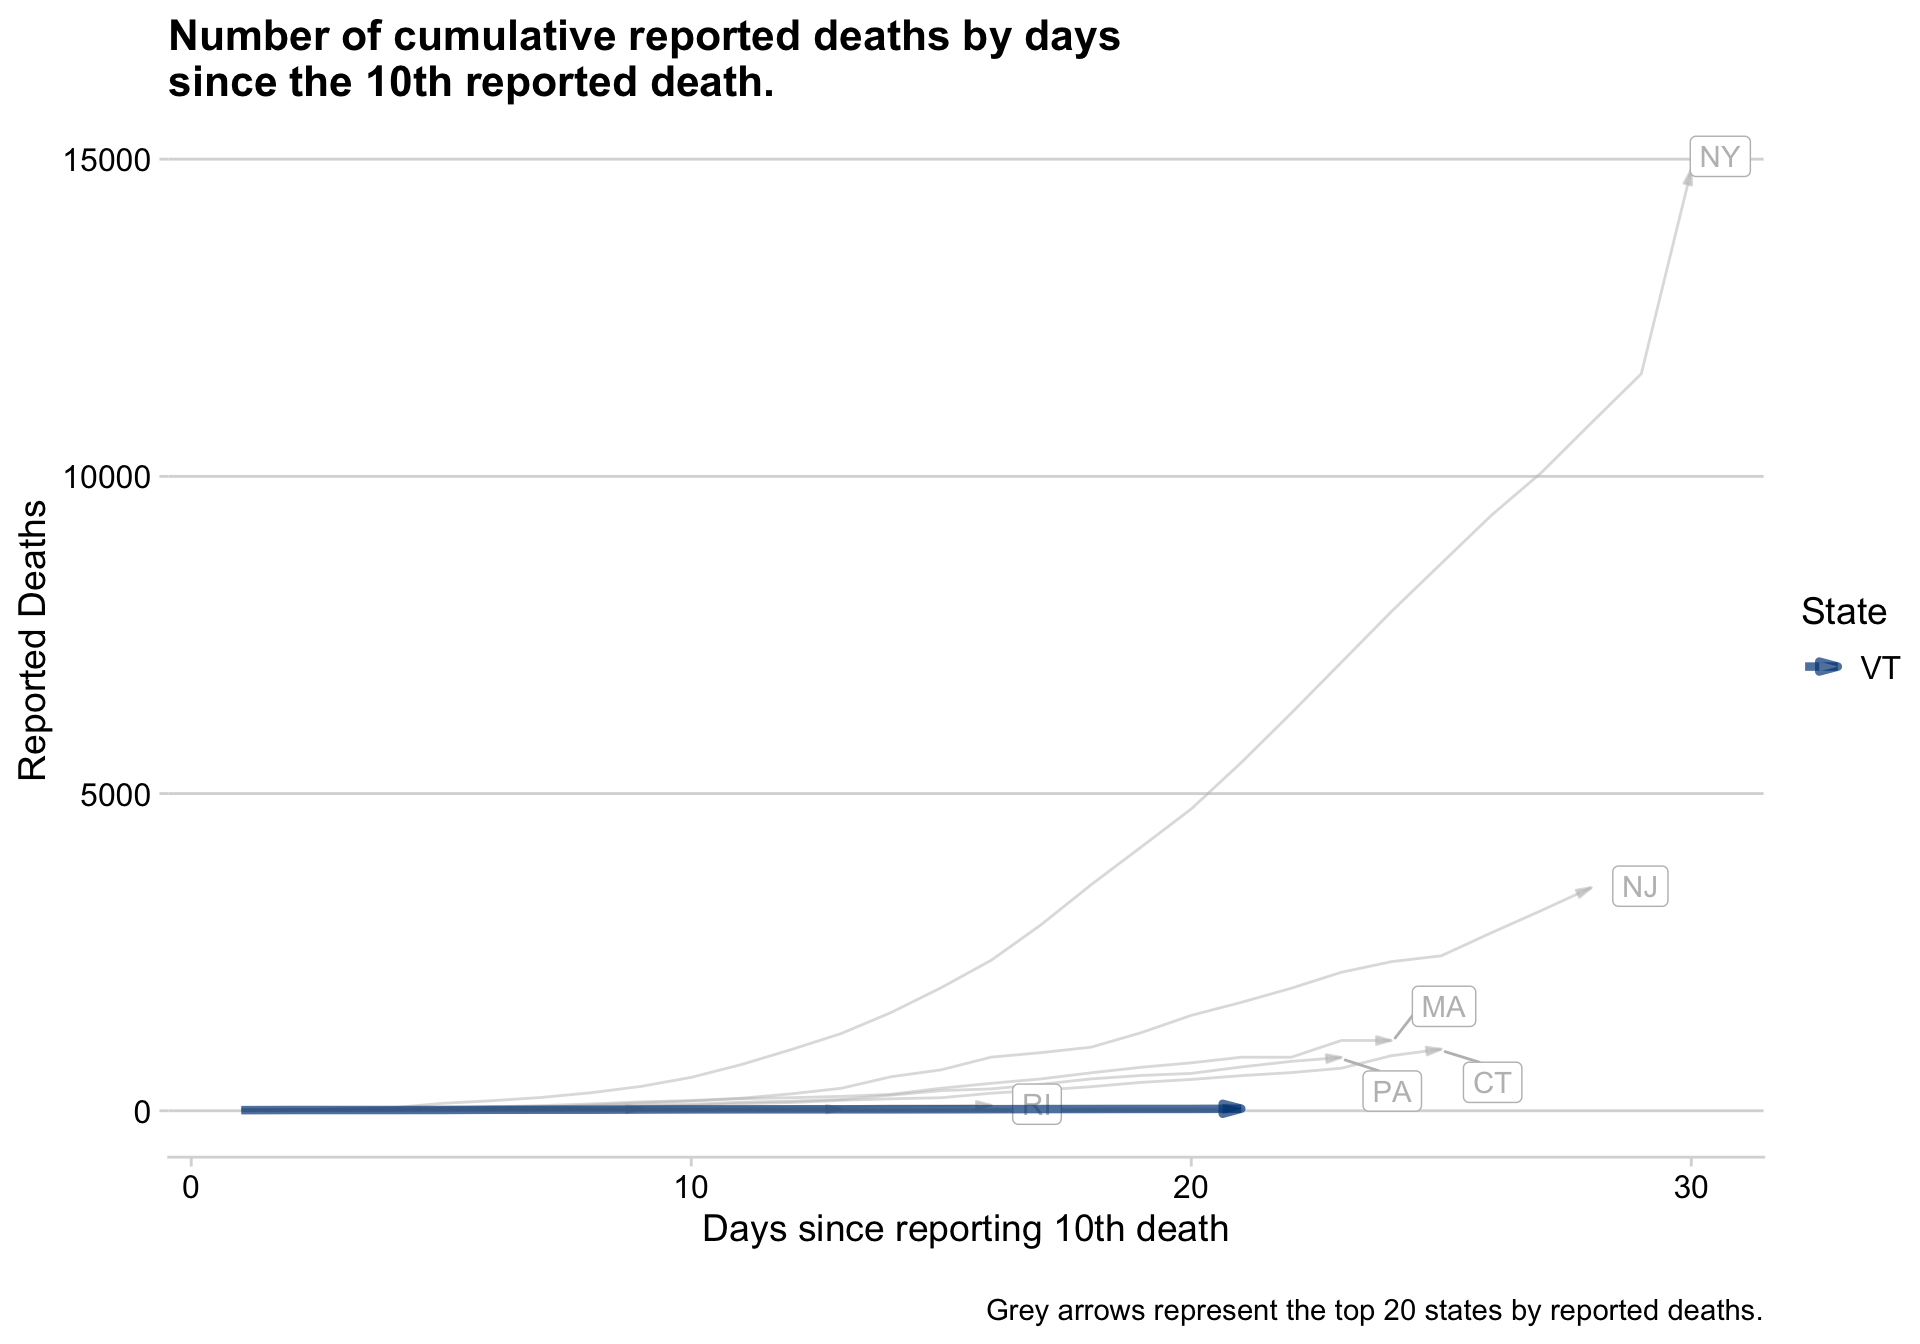 Number of cumulative reported deaths by days
since the 10th reported death.
15000
10000
5000
0
Reported Deaths
NY
NJ
MA
CT
PA
RI
State
VT
0
10
20
30
Days since reporting 10th death
Grey arrows represent the top 20 states by reported deaths.